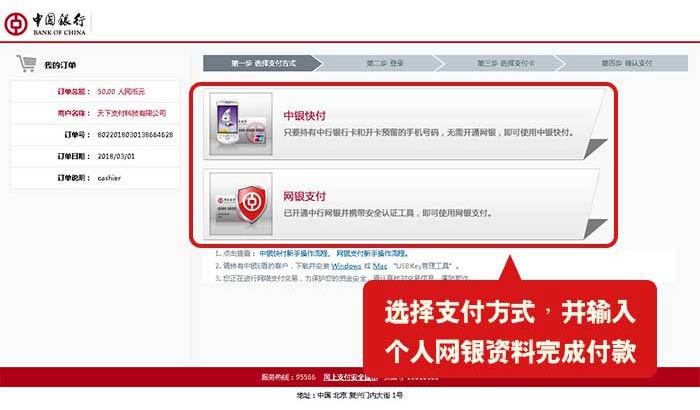 中国银行
BANK OF CHINA
我的订单
订单总额： 50.00 人民币元
商户名称： 天下支付科技有限公司
订单号： 8022018030138664628
订单日期： 2018/03/01
订单说明： cashier
第一步 选择支付方式
第二步 登录
第三步 选择支付卡
第四步 确认支付
中银快付
只要持有中行银行卡和开卡预留的手机号码，无需开通网银，即可使用中银快付。
网银支付
已开通中行网银并携带安全认证工具，即可使用网银支付。
1. 点击查看： 中银快付新手操作流程、 网银支付新手操作流程。
2. 请持有中银E盾的客户，下载并安装 Windows 或 Mac “USBKey管理工具”。
3. 您正在进行网络支付交易，为保护您的资金安全，请认真核对交易信息，谨防欺诈。
选择支付方式，并输入
个人网银资料完成付款
服务热线：95566 网上支付安全提示
地址：中国 北京 复兴门内大街 1号